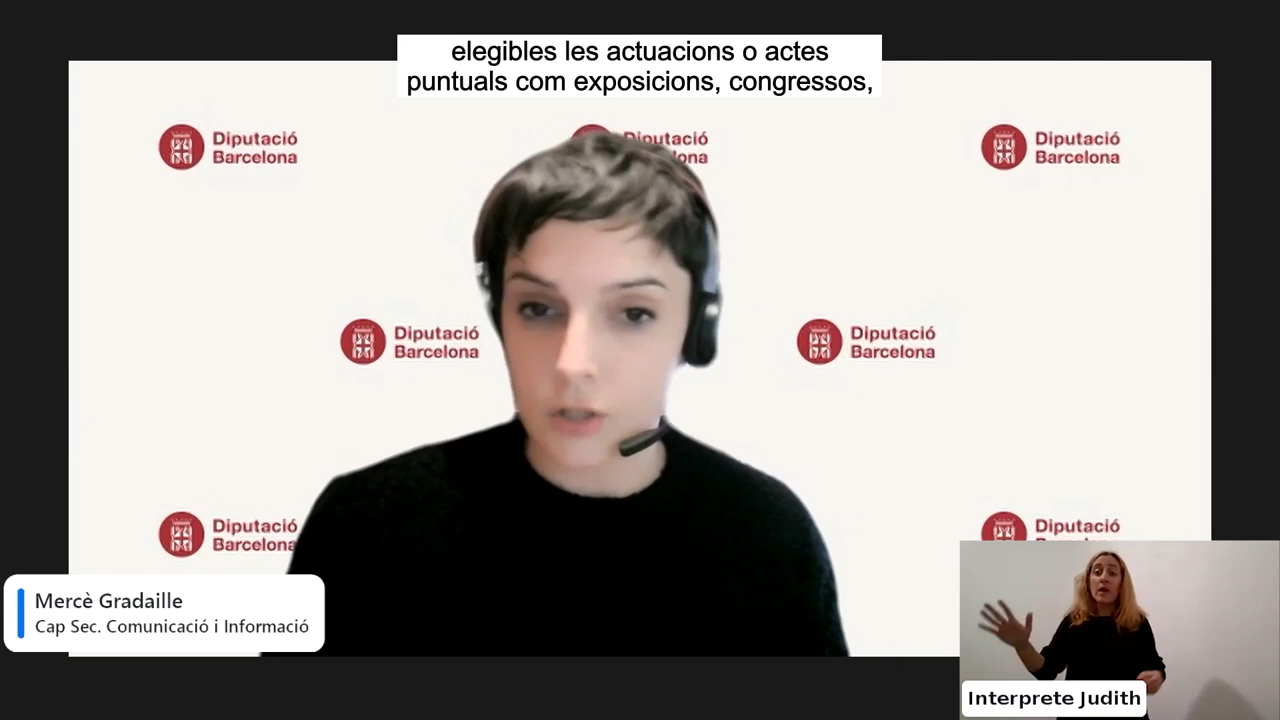 elegibles les actuacions o actes
puntuals com exposicions, congressos,
Diputació
Barcelona
Diputació
Barcelona
Diputació
Barcelona
Diputació
Barcelona
Diputació
Barcelona
Diputació
Barcelona
Diputació
Mercè Gradaille
Cap Sec. Comunicació i Informació
Interprete Judith